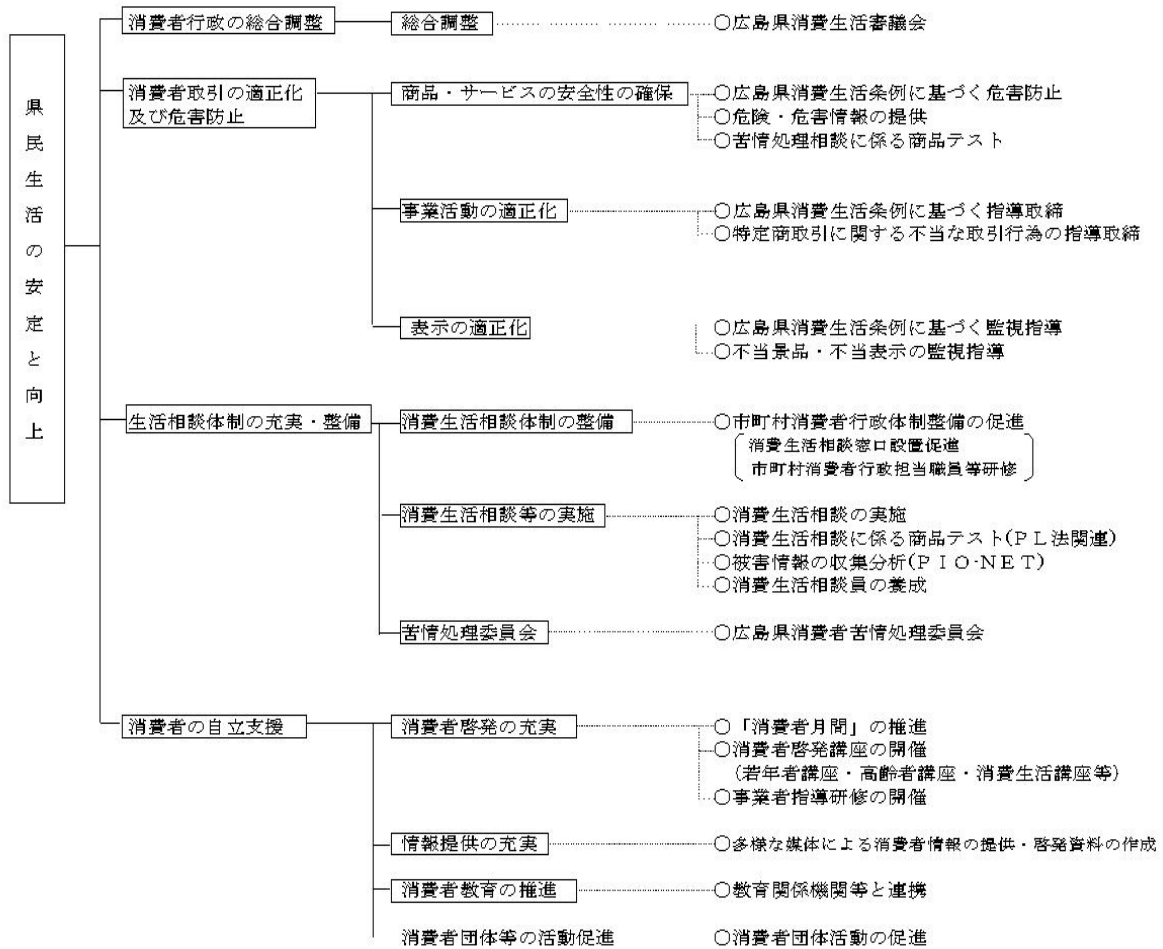 県民生活の安定と向上
消費者行政の総合調整
総合調整
○広島県消費生活審議会
消費者取引の適正化
及び危害防止
商品・サービスの安全性の確保
○広島県消費生活条例に基づく危害防止
○危険・危害情報の提供
○苦情処理相談に係る商品テスト
事業活動の適正化
○広島県消費生活条例に基づく指導取締
○特定商取引に関する不当な取引行為の指導取締
表示の適正化
○広島県消費生活条例に基づく監視指導
○不当景品・不当表示の監視指導
生活相談体制の充実・整備
消費生活相談体制の整備
○市町村消費者行政体制整備の促進
消費生活相談窓口設置促進
市町村消費者行政担当職員等研修
消費生活相談等の実施
○消費生活相談の実施
○消費生活相談に係る商品テスト(ＰＬ法関連)
○被害情報の収集分析(ＰＩＯ-ＮＥＴ)
○消費生活相談員の養成
苦情処理委員会
○広島県消費者苦情処理委員会
消費者の自立支援
消費者啓発の充実
○「消費者月間」の推進
○消費者啓発講座の開催
(若年者講座・高齢者講座・消費生活講座等)
○事業者指導研修の開催
情報提供の充実
○多様な媒体による消費者情報の提供・啓発資料の作成
消費者教育の推進
○教育関係機関等と連携
消費者団体等の活動促進
○消費者団体活動の促進